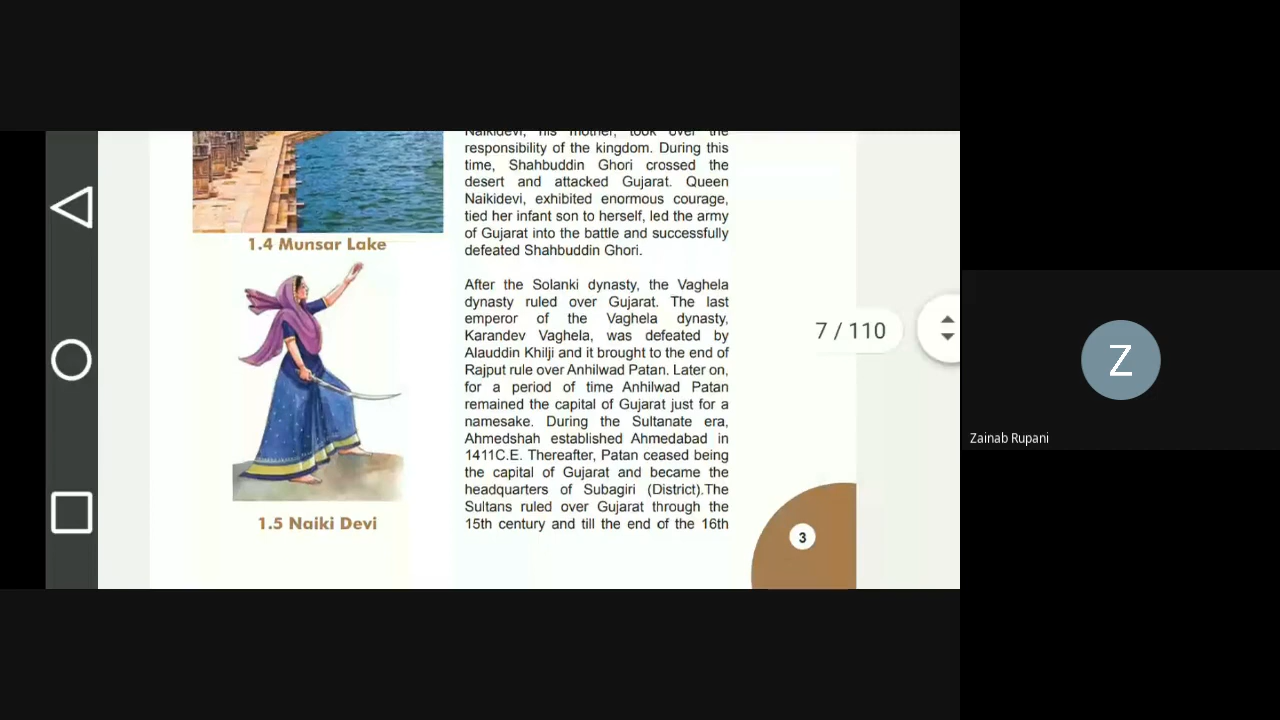 Naikidevi, his mother, took over the
responsibility of the kingdom. During this
time, Shahbuddin Ghori crossed the
desert and attacked Gujarat. Queen
Naikidevi, exhibited enormous courage,
tied her infant son to herself, led the army
of Gujarat into the battle and successfully
defeated Shahbuddin Ghori.
1.4 Munsar Lake
After the Solanki dynasty, the Vaghela
dynasty ruled over Gujarat. The last
emperor of the Vaghela dynasty,
Karandev Vaghela, was defeated by
Alauddin Khilji and it brought to the end of
Rajput rule over Anhilwad Patan. Later on,
for a period of time Anhilwad Patan
remained the capital of Gujarat just for a
namesake. During the Sultanate era,
Ahmedshah established Ahmedabad in
1411C.E. Thereafter, Patan ceased being
the capital of Gujarat and became the
headquarters of Subagiri (District).The
Sultans ruled over Gujarat through the
15th century and till the end of the 16th
1.5 Naiki Devi
7 / 110
3
Z
Zainab Rupani